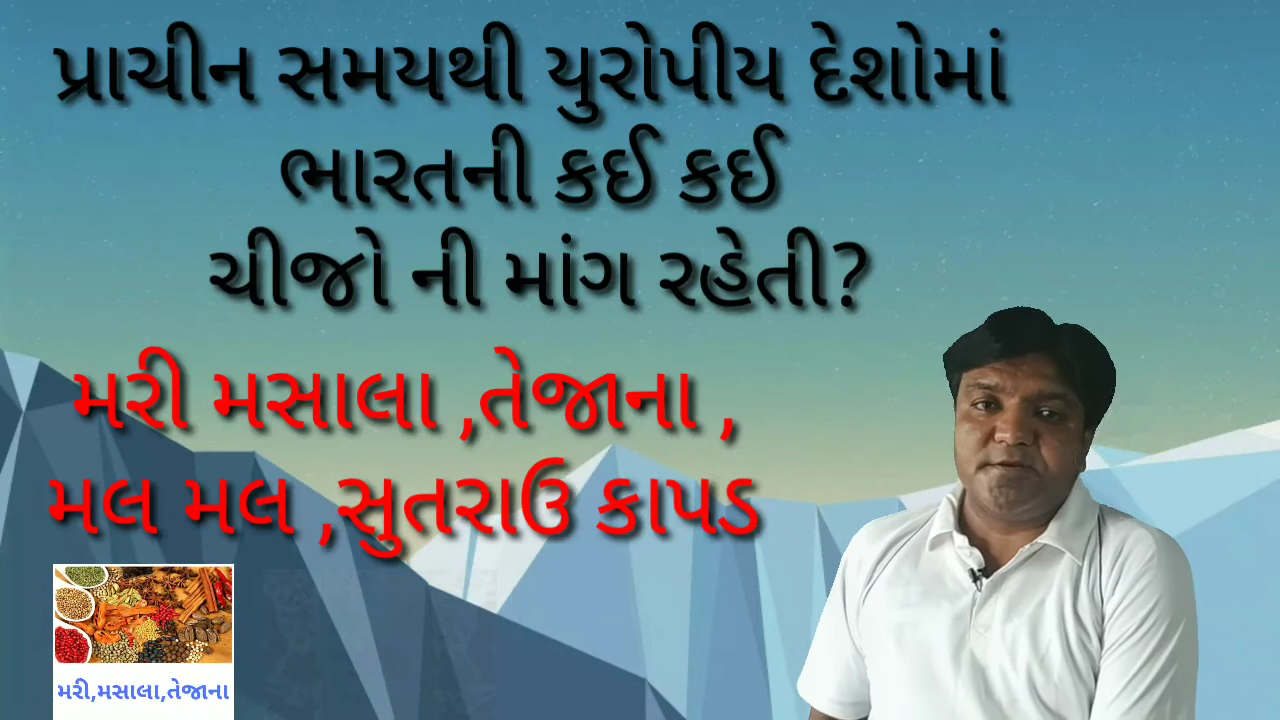 પ્રાચીન સમયથી યુરોપીય દેશોમાં
ભારતની કઈ કઈ
ચીજો ની માંગ રહેતી?
મરી મસાલા ,તેજાના ,
મલ મલ ,સુતરાઉ કાપડ
મરી,મસાલા,તેજાના